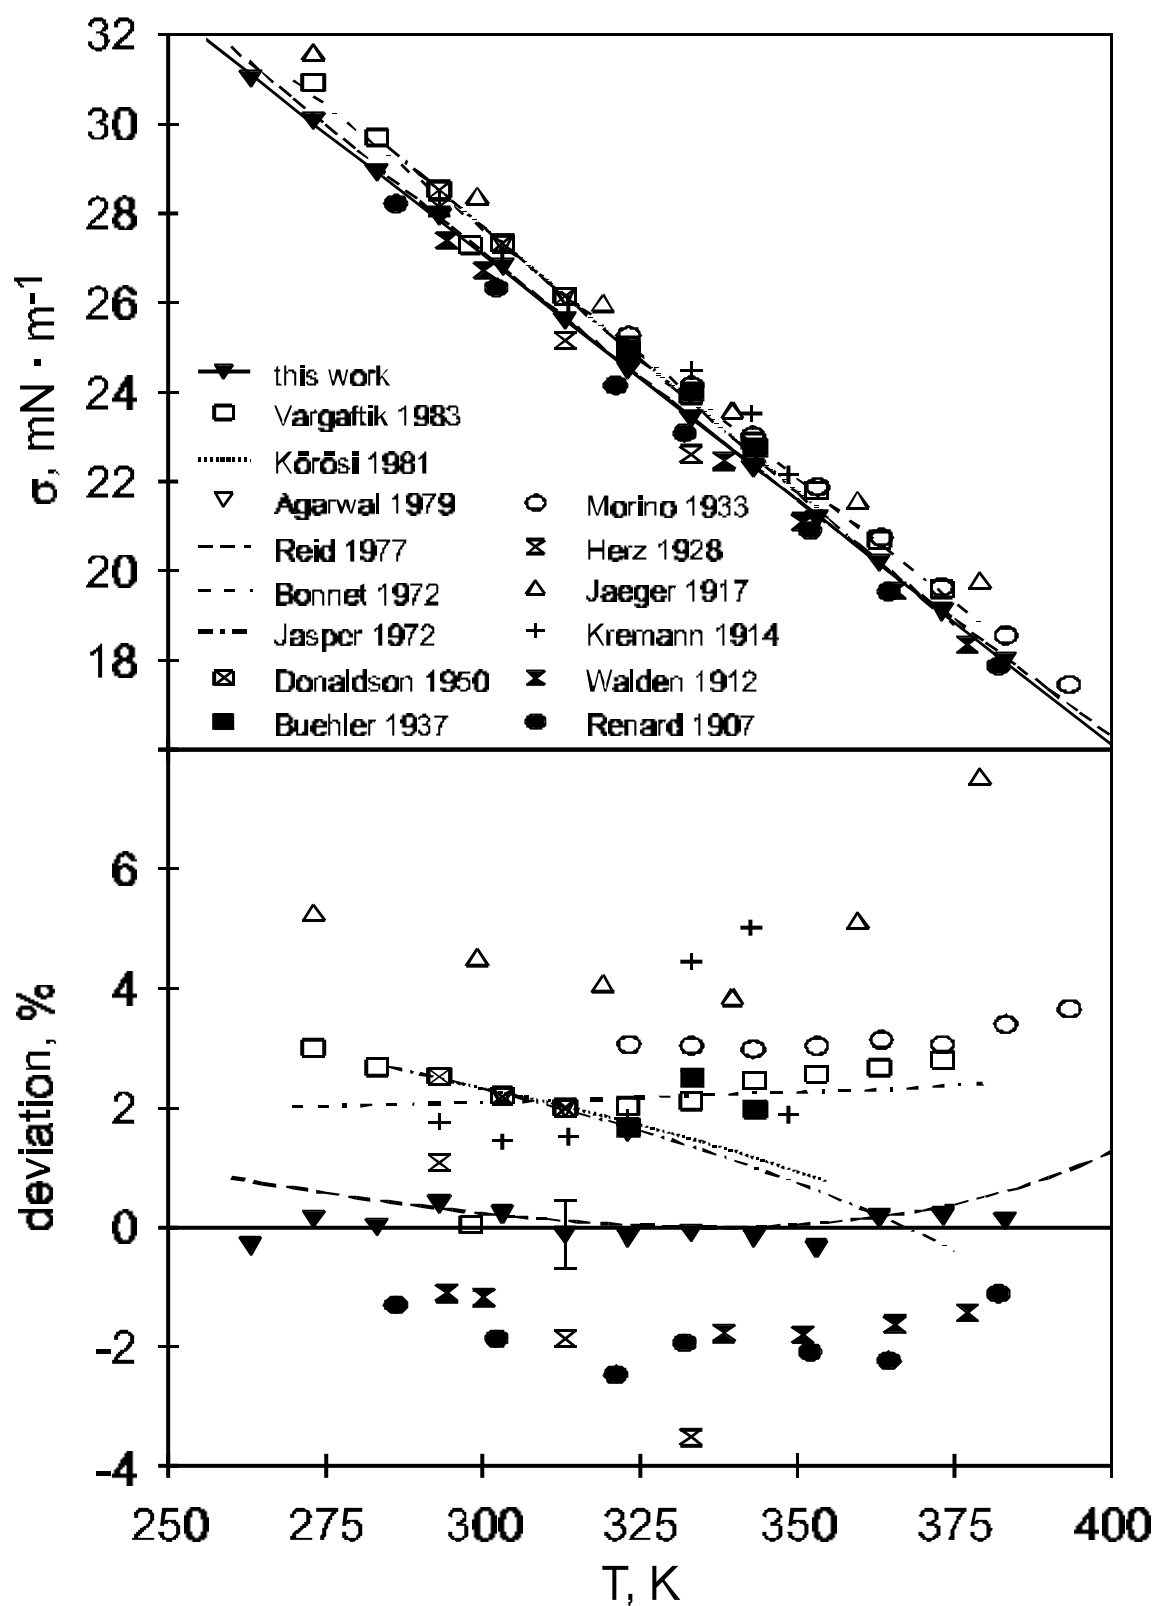 32
30
28
26
24
22
20
18
σ, mN · m-1
this work
Vargaftik 1983
Körösi 1981
Agarwal 1979
Reid 1977
Bonnet 1972
Jasper 1972
Donaldson 1950
Buehler 1937
Morino 1933
Herz 1928
Jaeger 1917
Kremann 1914
Walden 1912
Renard 1907
6
4
2
0
-2
-4
deviation, %
250 275 300 325 350 375 400
T, K